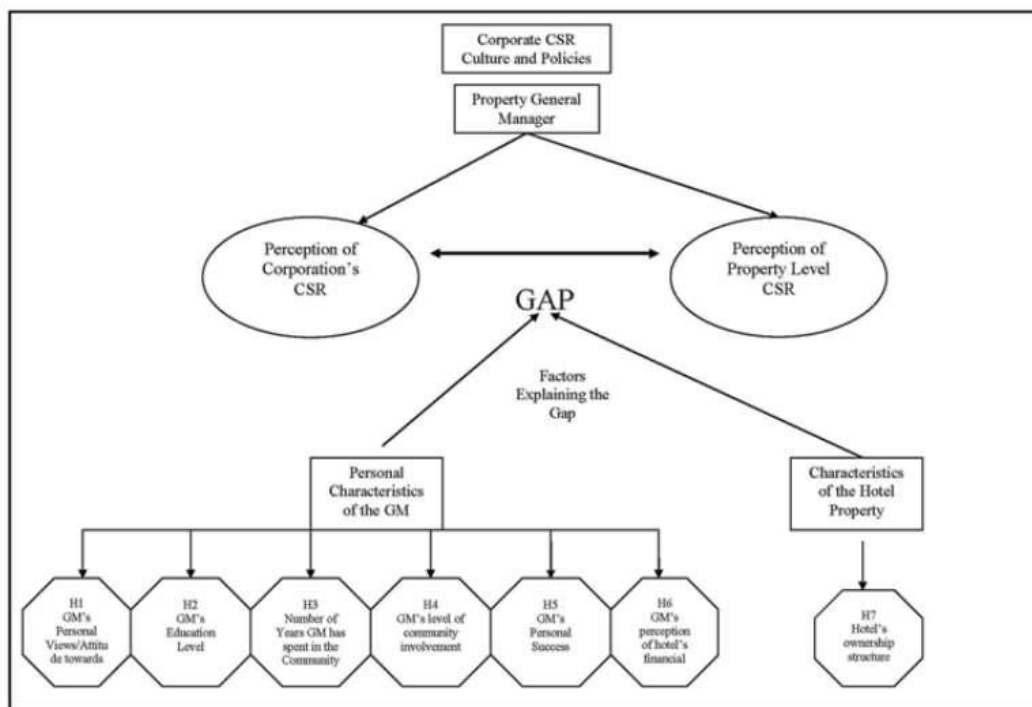 Corporate CSR
Culture and Policies
Property General
Manager
Perception of
Corporation's
CSR
Perception of
Property Level
CSR
GAP
Factors
Explaining the
Gap
Personal
Characteristics
of the GM
Characteristics
of the Hotel
Property
H1
GM's
Personal
Views/Attitu
de towards
H2
GM's
Education
Level
H3
Number of
Years GM has
spent in the
Community
H4
GM's level of
community
involvement
H5
GM's
Personal
Success
H6
GM's
perception
of hotel's
financial
H7
Hotel's
ownership
structure